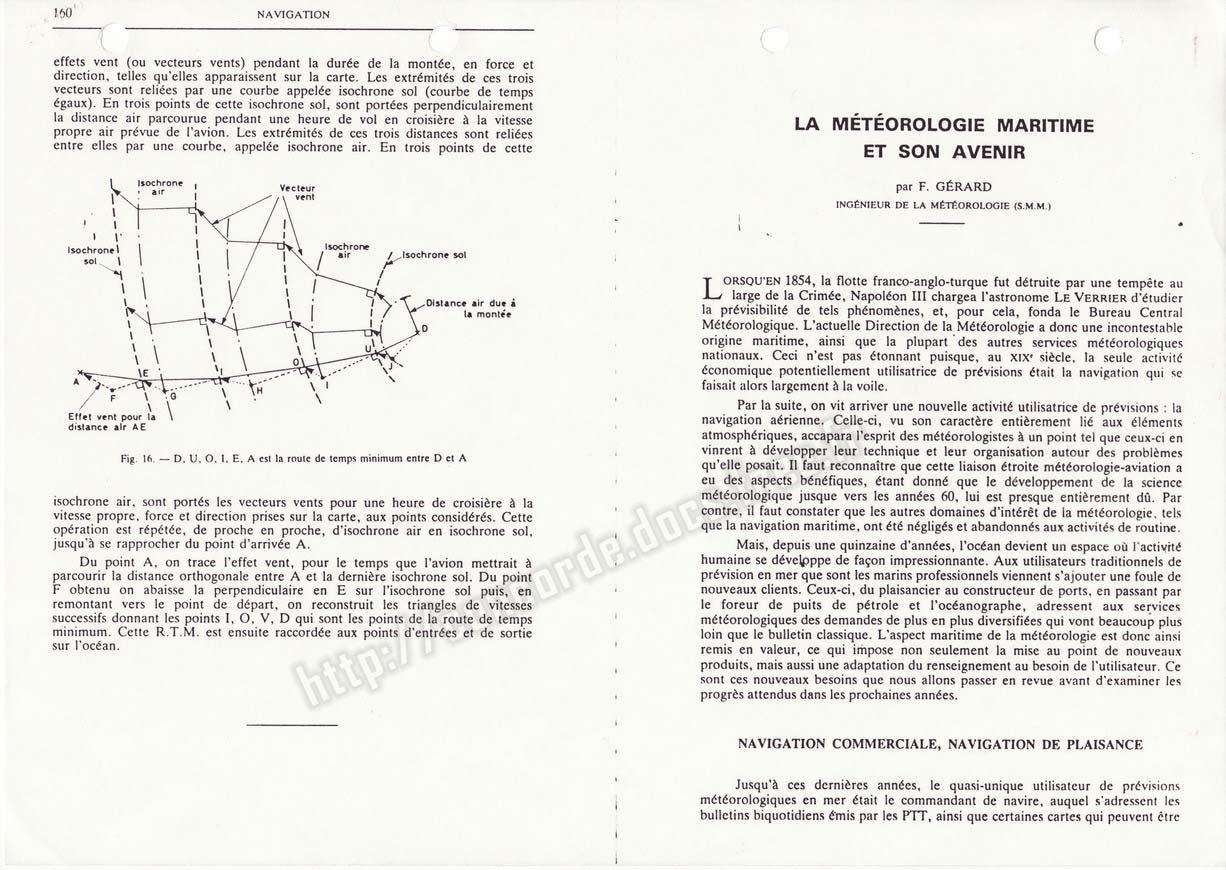 160
NAVIGATION
effets vent (ou vecteurs vents) pendant la durée de la montée, en force et
direction, telles qu'elles apparaissent sur la carte. Les extrémités de ces trois
vecteurs sont reliées par une courbe appelée isochrone sol (courbe de temps
égaux). En trois points de cette isochrone sol, sont portées perpendiculairement
la distance air parcourue pendant une heure de vol en croisière à la vitesse
propre air prévue de l'avion. Les extrémités de ces trois distances sont reliées
entre elles par une courbe, appelée isochrone air. En trois points de cette
Isochrone
air
Vecteur
vent
Isochrone
sol
Isochrone
air
Isochrone sol
Distance air due à
la montée
D
U
J
O
I
I
H
E
G
F
A
Effet vent pour la
distance air AE
Fig. 16. — D, U, O, I, E, A est la route de temps minimum entre D et A
isochrone air, sont portés les vecteurs vents pour une heure de croisière à la
vitesse propre, force et direction prises sur la carte, aux points considérés. Cette
opération est répétée, de proche en proche, d'isochrone air en isochrone sol,
jusqu'à se rapprocher du point d'arrivée A.
Du point A, on trace l'effet vent, pour le temps que l'avion mettrait à
parcourir la distance orthogonale entre A et la dernière isochrone sol. Du point
F obtenu on abaisse la perpendiculaire en E sur l'isochrone sol puis, en
remontant vers le point de départ, on reconstruit les triangles de vitesses
successifs donnant les points I, O, V, D qui sont les points de la route de temps
minimum. Cette R.T.M. est ensuite raccordée aux points d'entrées et de sortie
sur l'océan.
LA MÉTÉOROLOGIE MARITIME
ET SON AVENIR
par F. GÉRARD
INGÉNIEUR DE LA MÉTÉOROLOGIE (S.M.M.)
LORSQU'EN 1854, la flotte franco-anglo-turque fut détruite par une tempête au
large de la Crimée, Napoléon III chargea l'astronome LE VERRIER d'étudier
la prévisibilité de tels phénomènes, et, pour cela, fonda le Bureau Central
Météorologique. L'actuelle Direction de la Météorologie a donc une incontestable
origine maritime, ainsi que la plupart des autres services météorologiques
nationaux. Ceci n'est pas étonnant puisque, au XIXe siècle, la seule activité
économique potentiellement utilisatrice de prévisions était la navigation qui se
faisait alors largement à la voile.
Par la suite, on vit arriver une nouvelle activité utilisatrice de prévisions : la
navigation aérienne. Celle-ci, vu son caractère entièrement lié aux éléments
atmosphériques, accapara l'esprit des météorologistes à un point tel que ceux-ci en
vinrent à développer leur technique et leur organisation autour des problèmes
qu'elle posait. Il faut reconnaître que cette liaison étroite météorologie-aviation a
eu des aspects bénéfiques, étant donné que le développement de la science
météorologique jusque vers les années 60, lui est presque entièrement dû. Par
contre, il faut constater que les autres domaines d'intérêt de la météorologie, tels
que la navigation maritime, ont été négligés et abandonnés aux activités de routine.
Mais, depuis une quinzaine d'années, l'océan devient un espace où l'activité
humaine se développe de façon impressionnante. Aux utilisateurs traditionnels de
prévision en mer que sont les marins professionnels viennent s'ajouter une foule de
nouveaux clients. Ceux-ci, du plaisancier au constructeur de ports, en passant par
le foreur de puits de pétrole et l'océanographe, adressent aux services
météorologiques des demandes de plus en plus diversifiées qui vont beaucoup plus
loin que le bulletin classique. L'aspect maritime de la météorologie est donc ainsi
remis en valeur, ce qui impose non seulement la mise au point de nouveaux
produits, mais aussi une adaptation du renseignement au besoin de l'utilisateur. Ce
sont ces nouveaux besoins que nous allons passer en revue avant d'examiner les
progrès attendus dans les prochaines années.
NAVIGATION COMMERCIALE, NAVIGATION DE PLAISANCE
Jusqu'à ces dernières années, le quasi-unique utilisateur de prévisions
météorologiques en mer était le commandant de navire, auquel s'adressent les
bulletins biquotidiens émis par les PTT, ainsi que certaines cartes qui peuvent être